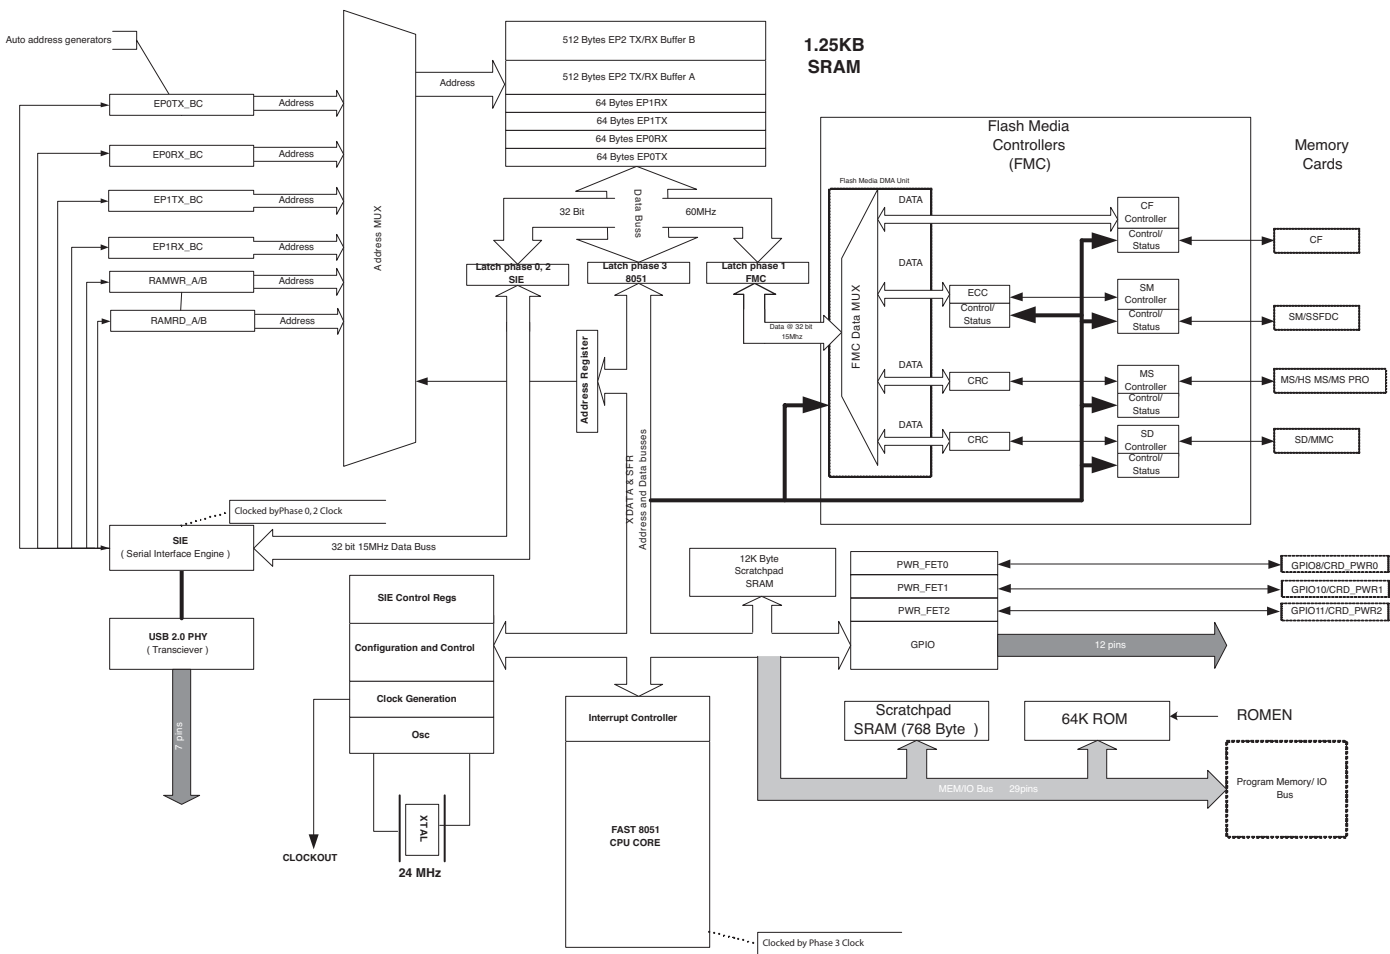 Auto address generators
EP0TX_BC
Address
EP0RX_BC
Address
EP1TX_BC
Address
EP1RX_BC
Address
RAMWR_A/B
Address
RAMRD_A/B
Address
Address MUX
Address
512 Bytes EP2 TX/RX Buffer B
512 Bytes EP2 TX/RX Buffer A
64 Bytes EP1RX
64 Bytes EP1TX
64 Bytes EP0RX
64 Bytes EP0TX
1.25KB
SRAM
32 Bit
Data Buss
60MHz
Latch phase 0, 2
SIE
Latch phase 3
8051
Latch phase 1
FMC
Data @ 32 bit
15Mhz
Address Register
XDATA & SFR
Address and Data busses
Flash Media
Controllers
(FMC)
Memory
Cards
Flash Media DMA Unit
FMC Data MUX
DATA
DATA
DATA
DATA
CF
Controller
Control/
Status
CF
ECC
Control/
Status
SM
Controller
Control/
Status
SM/SSFDC
CRC
MS
Controller
Control/
Status
MS/HS MS/MS PRO
CRC
SD
Controller
Control/
Status
SD/MMC
Clocked byPhase 0, 2 Clock
SIE
( Serial Interface Engine )
32 bit 15MHz Data Buss
USB 2.0 PHY
( Transciever )
7 pins
SIE Control Regs
Configuration and Control
Clock Generation
Osc
XTAL
24 MHz
CLOCKOUT
12K Byte
Scratchpad
SRAM
PWR_FET0
PWR_FET1
PWR_FET2
GPIO
GPIO8/CRD_PWR0
GPIO10/CRD_PWR1
GPIO11/CRD_PWR2
12 pins
Interrupt Controller
FAST 8051
CPU CORE
Clocked by Phase 3 Clock
Scratchpad
SRAM (768 Byte )
64K ROM
ROMEN
MEM/IO Bus 29pins
Program Memory/ IO
Bus